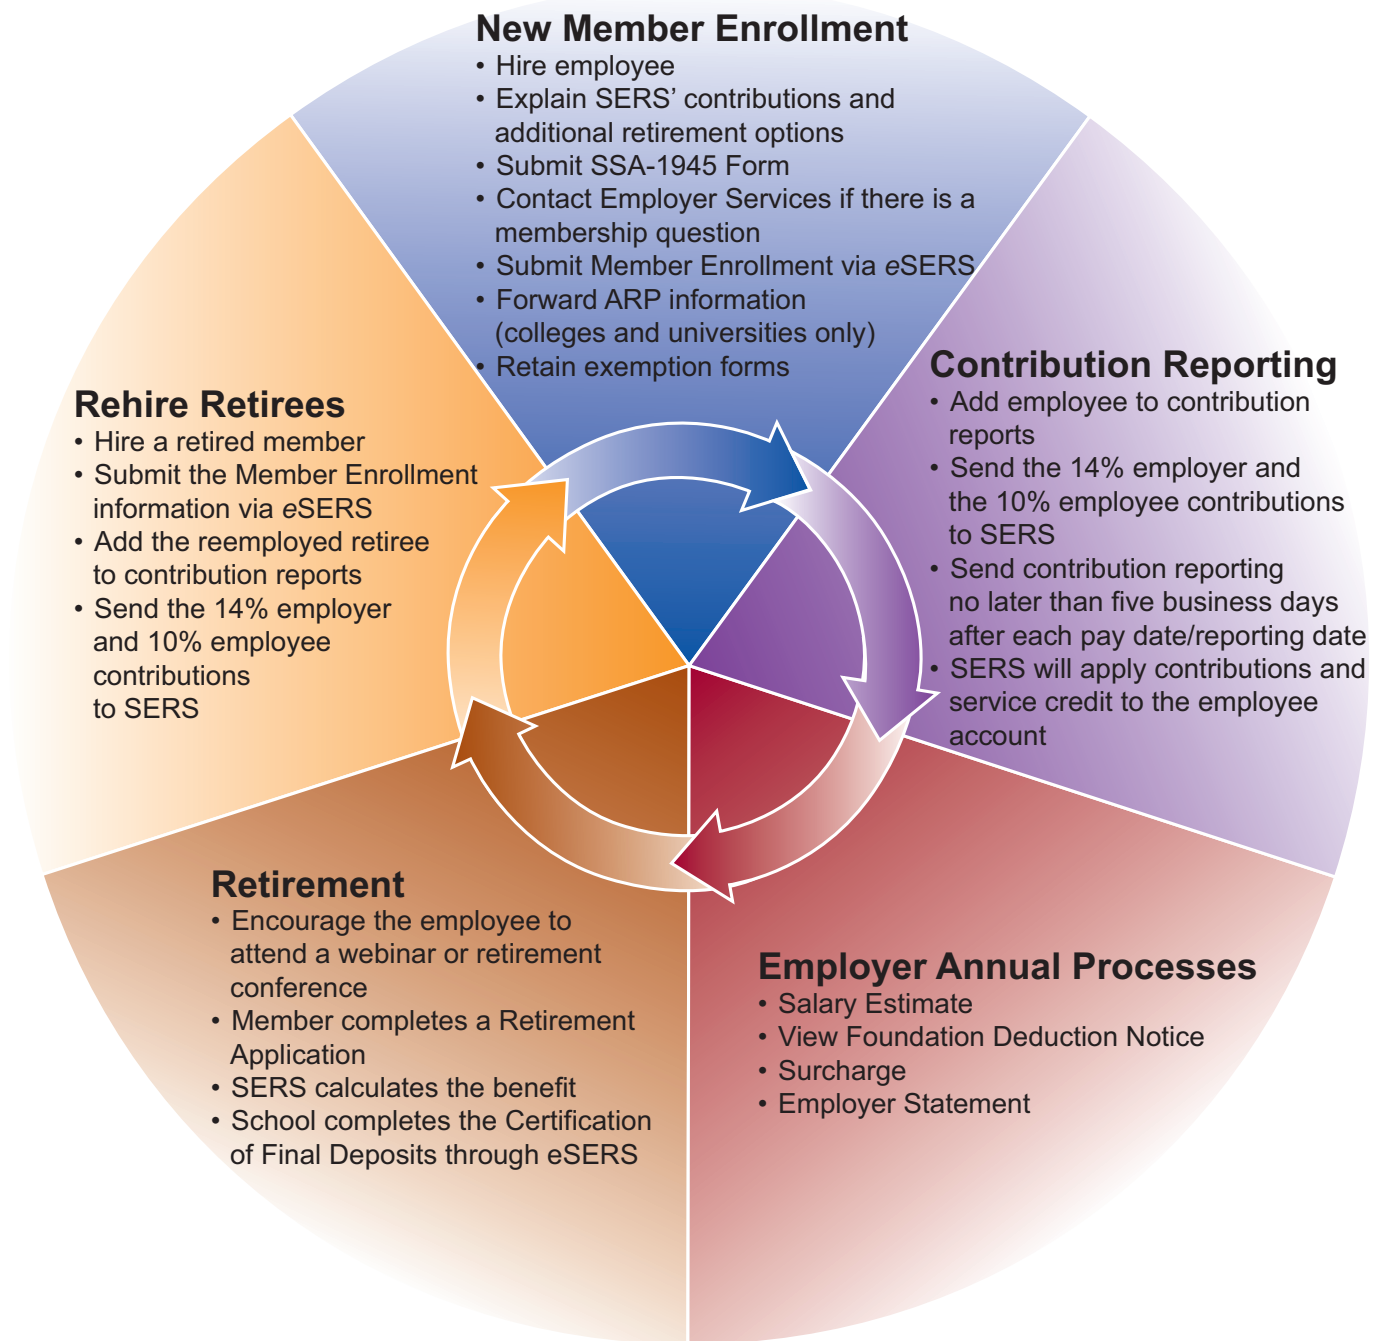 New Member Enrollment
• Hire employee
• Explain SERS’ contributions and
additional retirement options
• Submit SSA-1945 Form
• Contact Employer Services if there is a
membership question
• Submit Member Enrollment via eSERS
• Forward ARP information
(colleges and universities only)
• Retain exemption forms
Contribution Reporting
• Add employee to contribution
reports
• Send the 14% employer and
the 10% employee contributions
to SERS
• Send contribution reporting
no later than five business days
after each pay date/reporting date
• SERS will apply contributions and
service credit to the employee
account
Employer Annual Processes
• Salary Estimate
• View Foundation Deduction Notice
• Surcharge
• Employer Statement
Retirement
• Encourage the employee to
attend a webinar or retirement
conference
• Member completes a Retirement
Application
• SERS calculates the benefit
• School completes the Certification
of Final Deposits through eSERS
Rehire Retirees
• Hire a retired member
• Submit the Member Enrollment
information via eSERS
• Add the reemployed retiree
to contribution reports
• Send the 14% employer
and 10% employee
contributions
to SERS